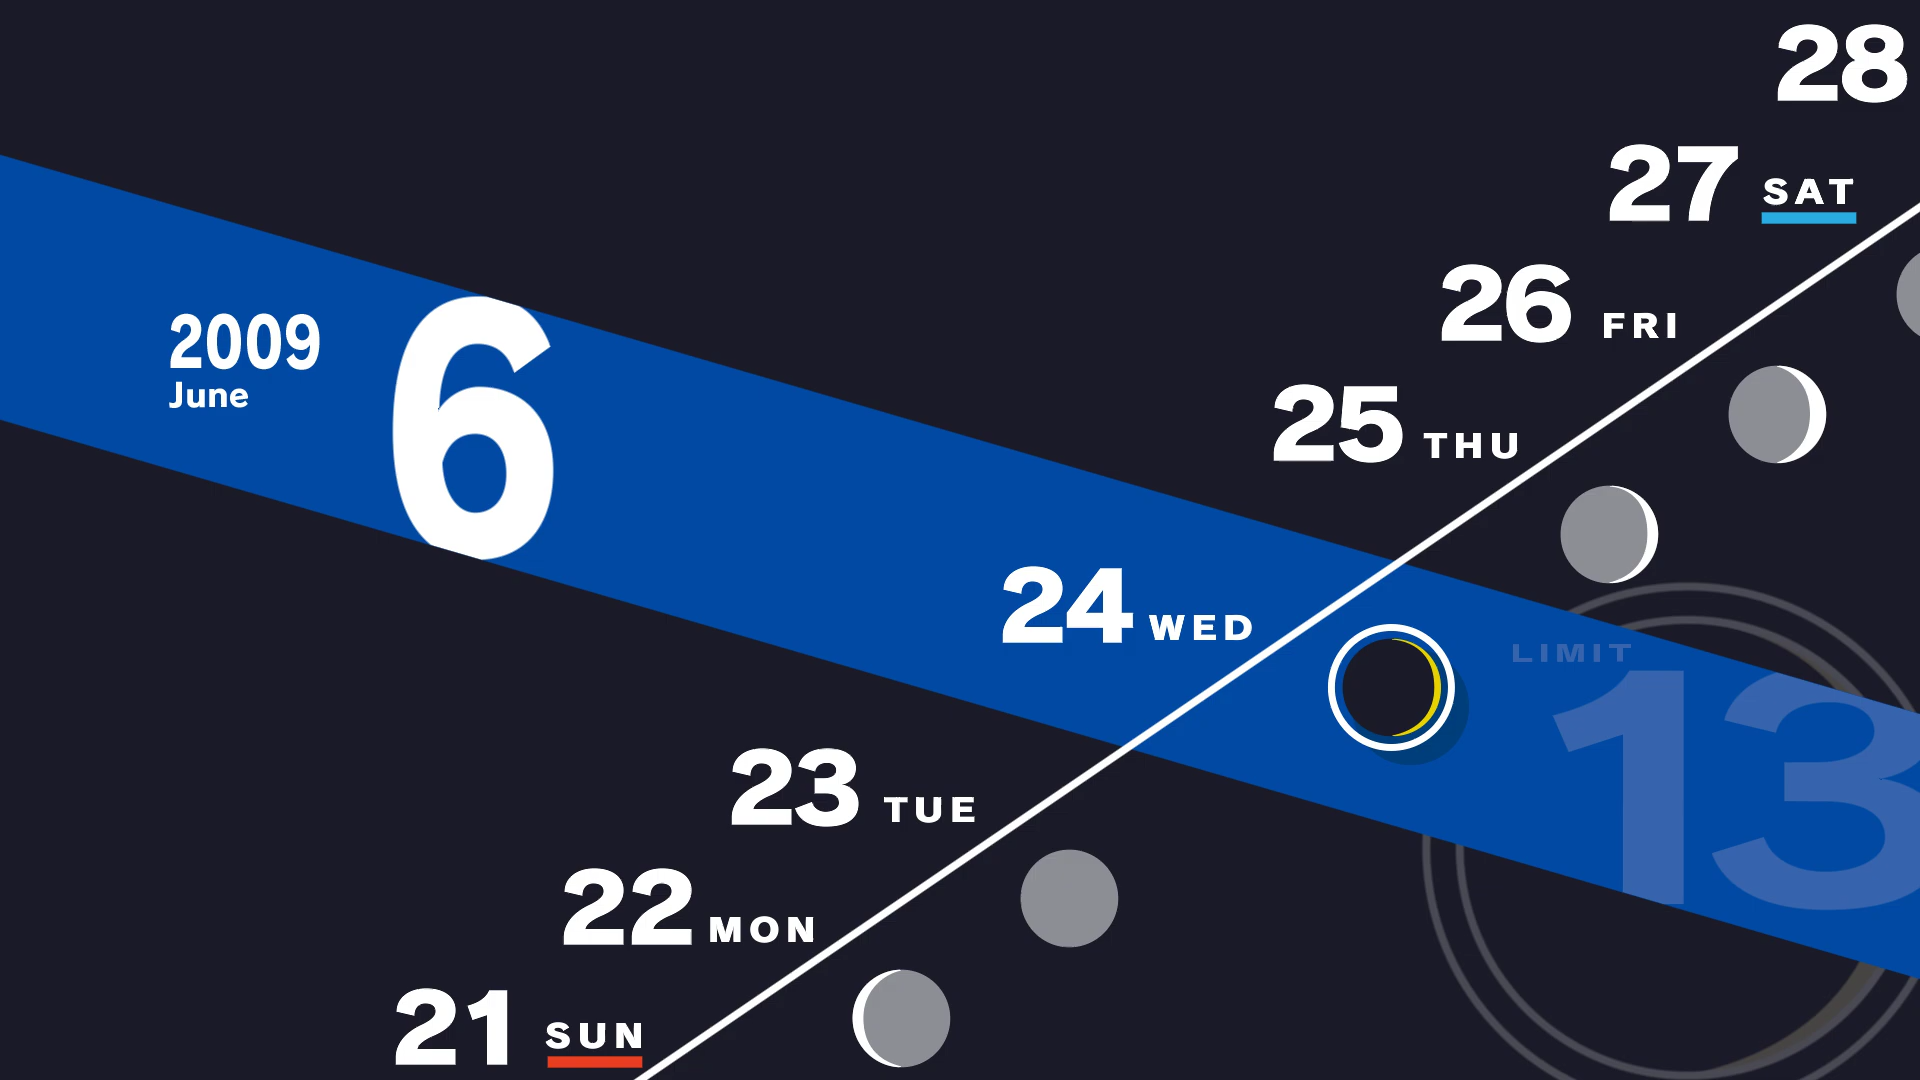 28
27 SAT
26 FRI
25 THU
2009
June
6
24 WED
LIMIT
13
23 TUE
22 MON
21 SUN